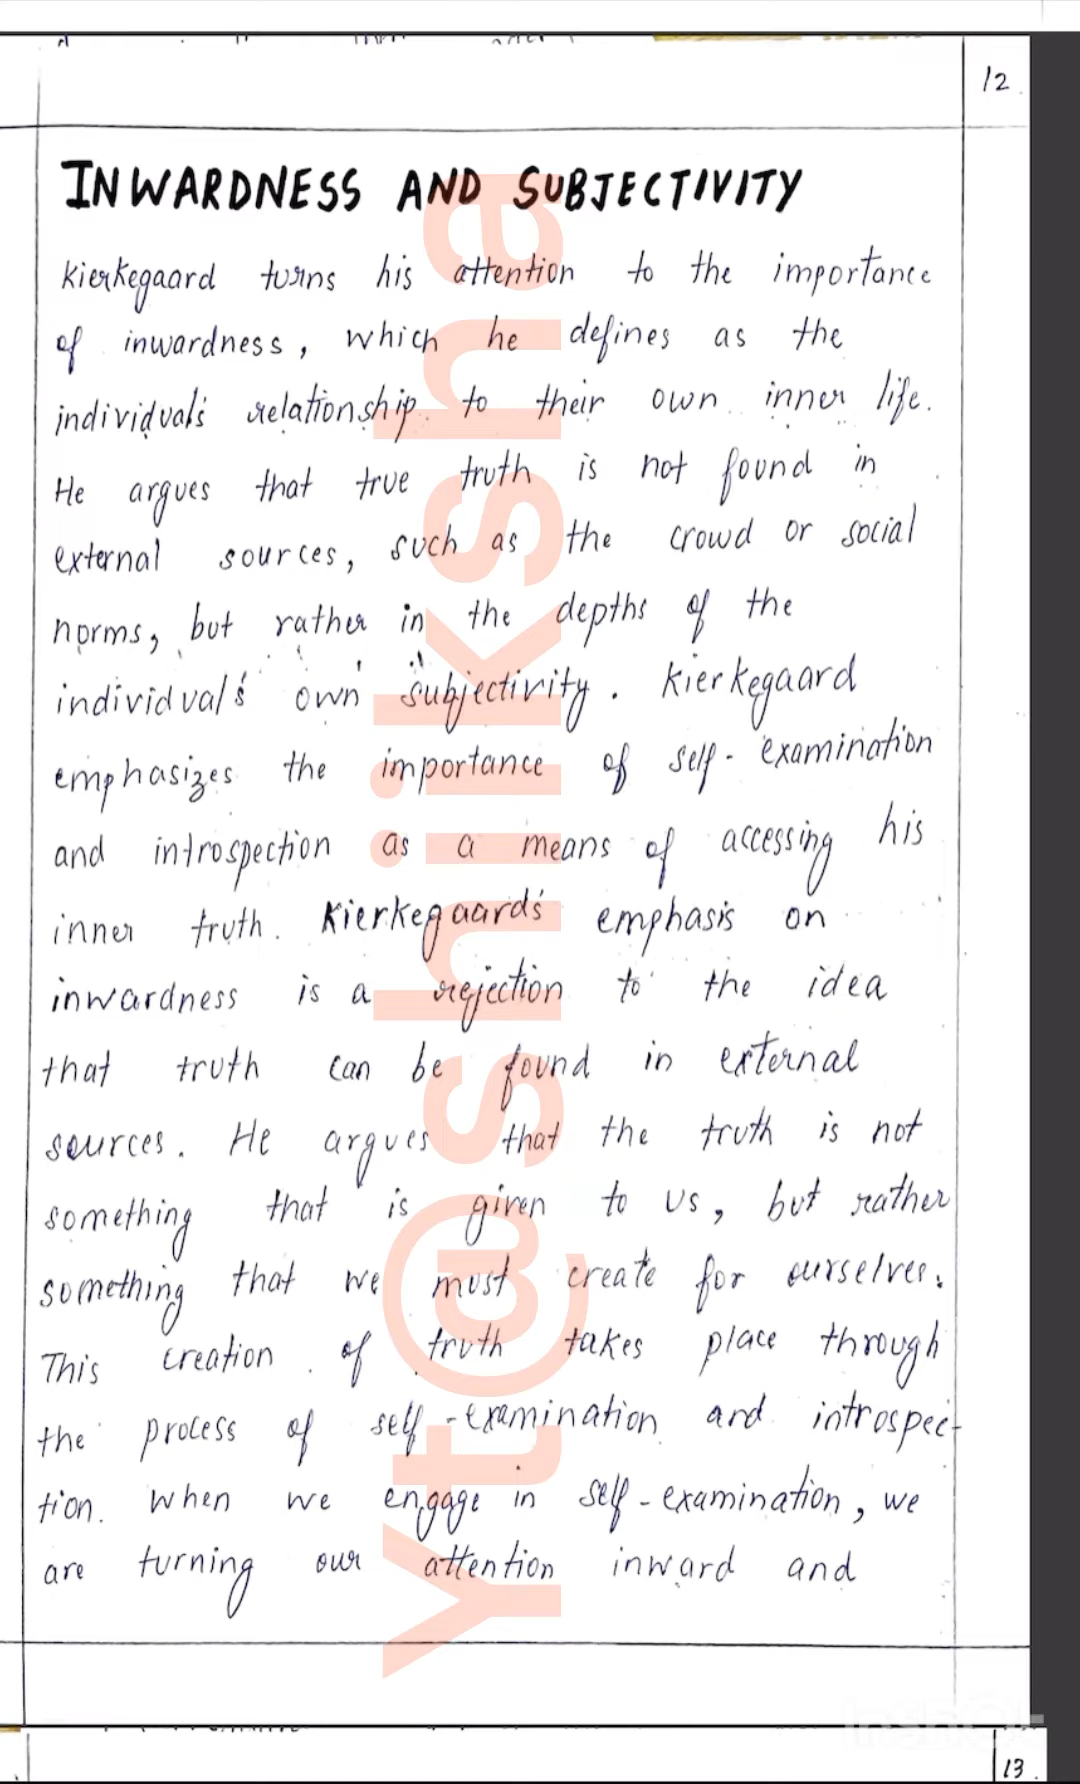 12
INWARDNESS AND SUBJECTIVITY
Kierkegaard turns his attention to the importance
of inwardness, which he defines as the
individual's relationship to their own inner life.
He argues that true truth is not found in
external sources, such as the crowd or social
norms, but rather in the depths of the
individual's own subjectivity. Kierkegaard
emphasizes the importance of self-examination
and introspection as a means of accessing his
inner truth. Kierkegaard's emphasis on
inwardness is a rejection to the idea
that truth can be found in external
sources. He argues that the truth is not
something that is given to us, but rather
something that we must create for ourselves.
This creation of truth takes place through
the process of self-examination and introspec-
tion. When we engage in self-examination, we
are turning our attention inward and
Yt@shiiksha
13.